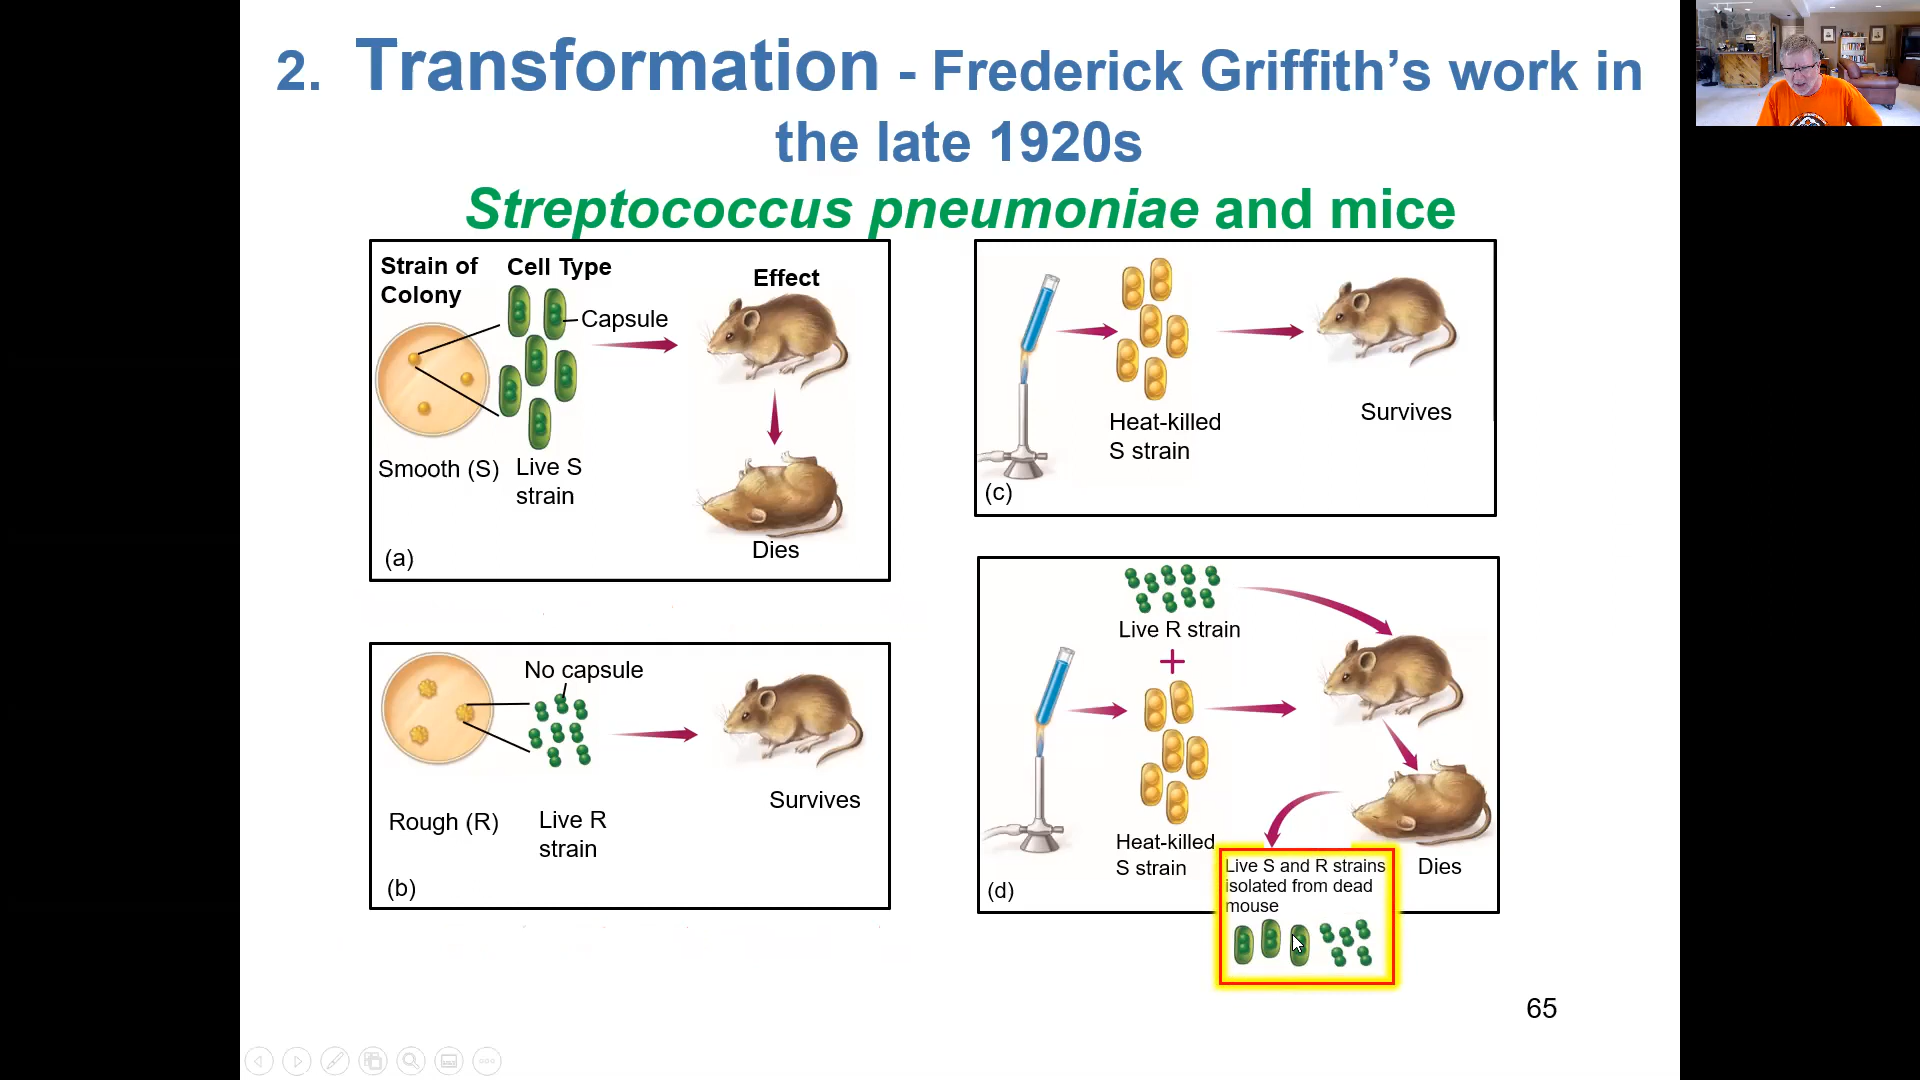 2. Transformation - Frederick Griffith's work in
the late 1920s
Streptococcus pneumoniae and mice
Strain of
Colony
Cell Type
Effect
Capsule
Smooth (S)
Live S
strain
Dies
(a)
No capsule
Rough (R)
Live R
strain
Survives
(b)
Heat-killed
S strain
Survives
(c)
Live R strain
+
Heat-killed
S strain
Dies
(d)
Live S and R strains
isolated from dead
mouse
65